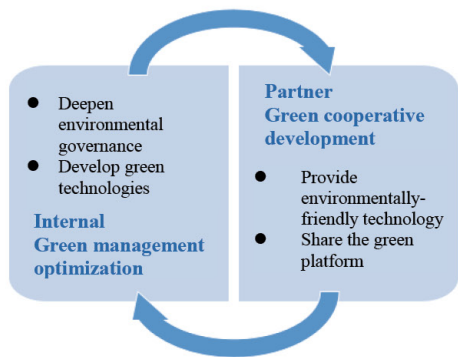 ● Deepen
environmental
governance
● Develop green
technologies
Internal
Green management
optimization
Partner
Green cooperative
development
● Provide
environmentally-
friendly technology
● Share the green
platform